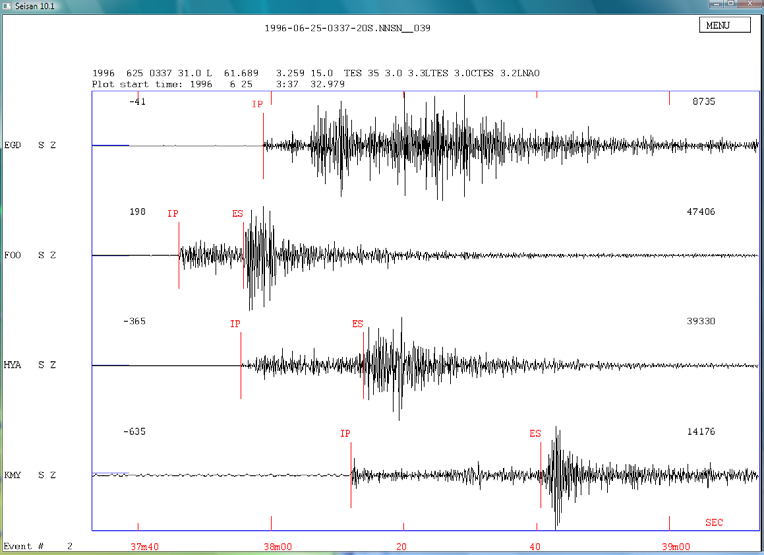 Seisan 10.1
1996-06-25-0337-20S.NNSN__039
MENU
1996 625 0337 31.0 L 61.689 3.259 15.0 TES 35 3.0 3.3LTES 3.0CTES 3.2LNAO
Plot start time: 1996 6 25 3:37 32.979
-41 8735
IP
EGD S Z
198 47406
IP ES
FOO S Z
-365 39330
IP ES
HYA S Z
-635 14176
IP ES
KMY S Z
SEC
Event # 2 37m40 38m00 20 40 39m00